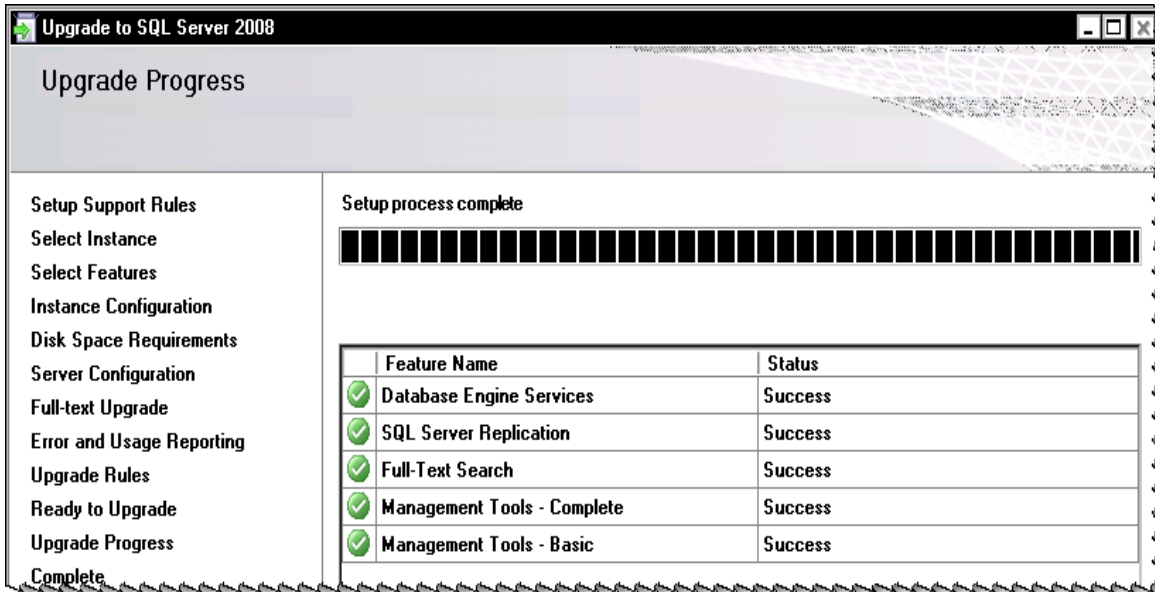 Upgrade to SQL Server 2008
Upgrade Progress
Setup Support Rules
Select Instance
Select Features
Instance Configuration
Disk Space Requirements
Server Configuration
Full-text Upgrade
Error and Usage Reporting
Upgrade Rules
Ready to Upgrade
Upgrade Progress
Complete
Setup process complete
Feature Name Status
Database Engine Services Success
SQL Server Replication Success
Full-Text Search Success
Management Tools - Complete Success
Management Tools - Basic Success